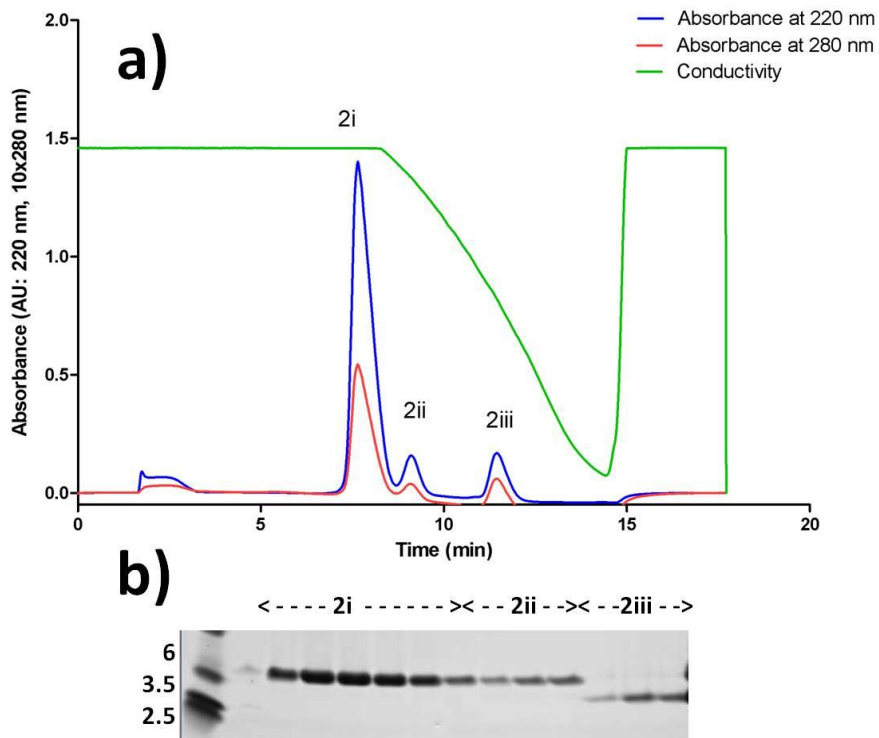 Absorbance at 220 nm
Absorbance at 280 nm
Conductivity
a)
2i
2ii
2iii
Absorbance (AU: 220 nm, 10x280 nm)
2.0
1.5
1.0
0.5
0.0
0
5
10
15
20
Time (min)
b)
<- - - - - 2i - - - - - - -><- - 2ii - -><- -2iii- ->
6
3.5
2.5